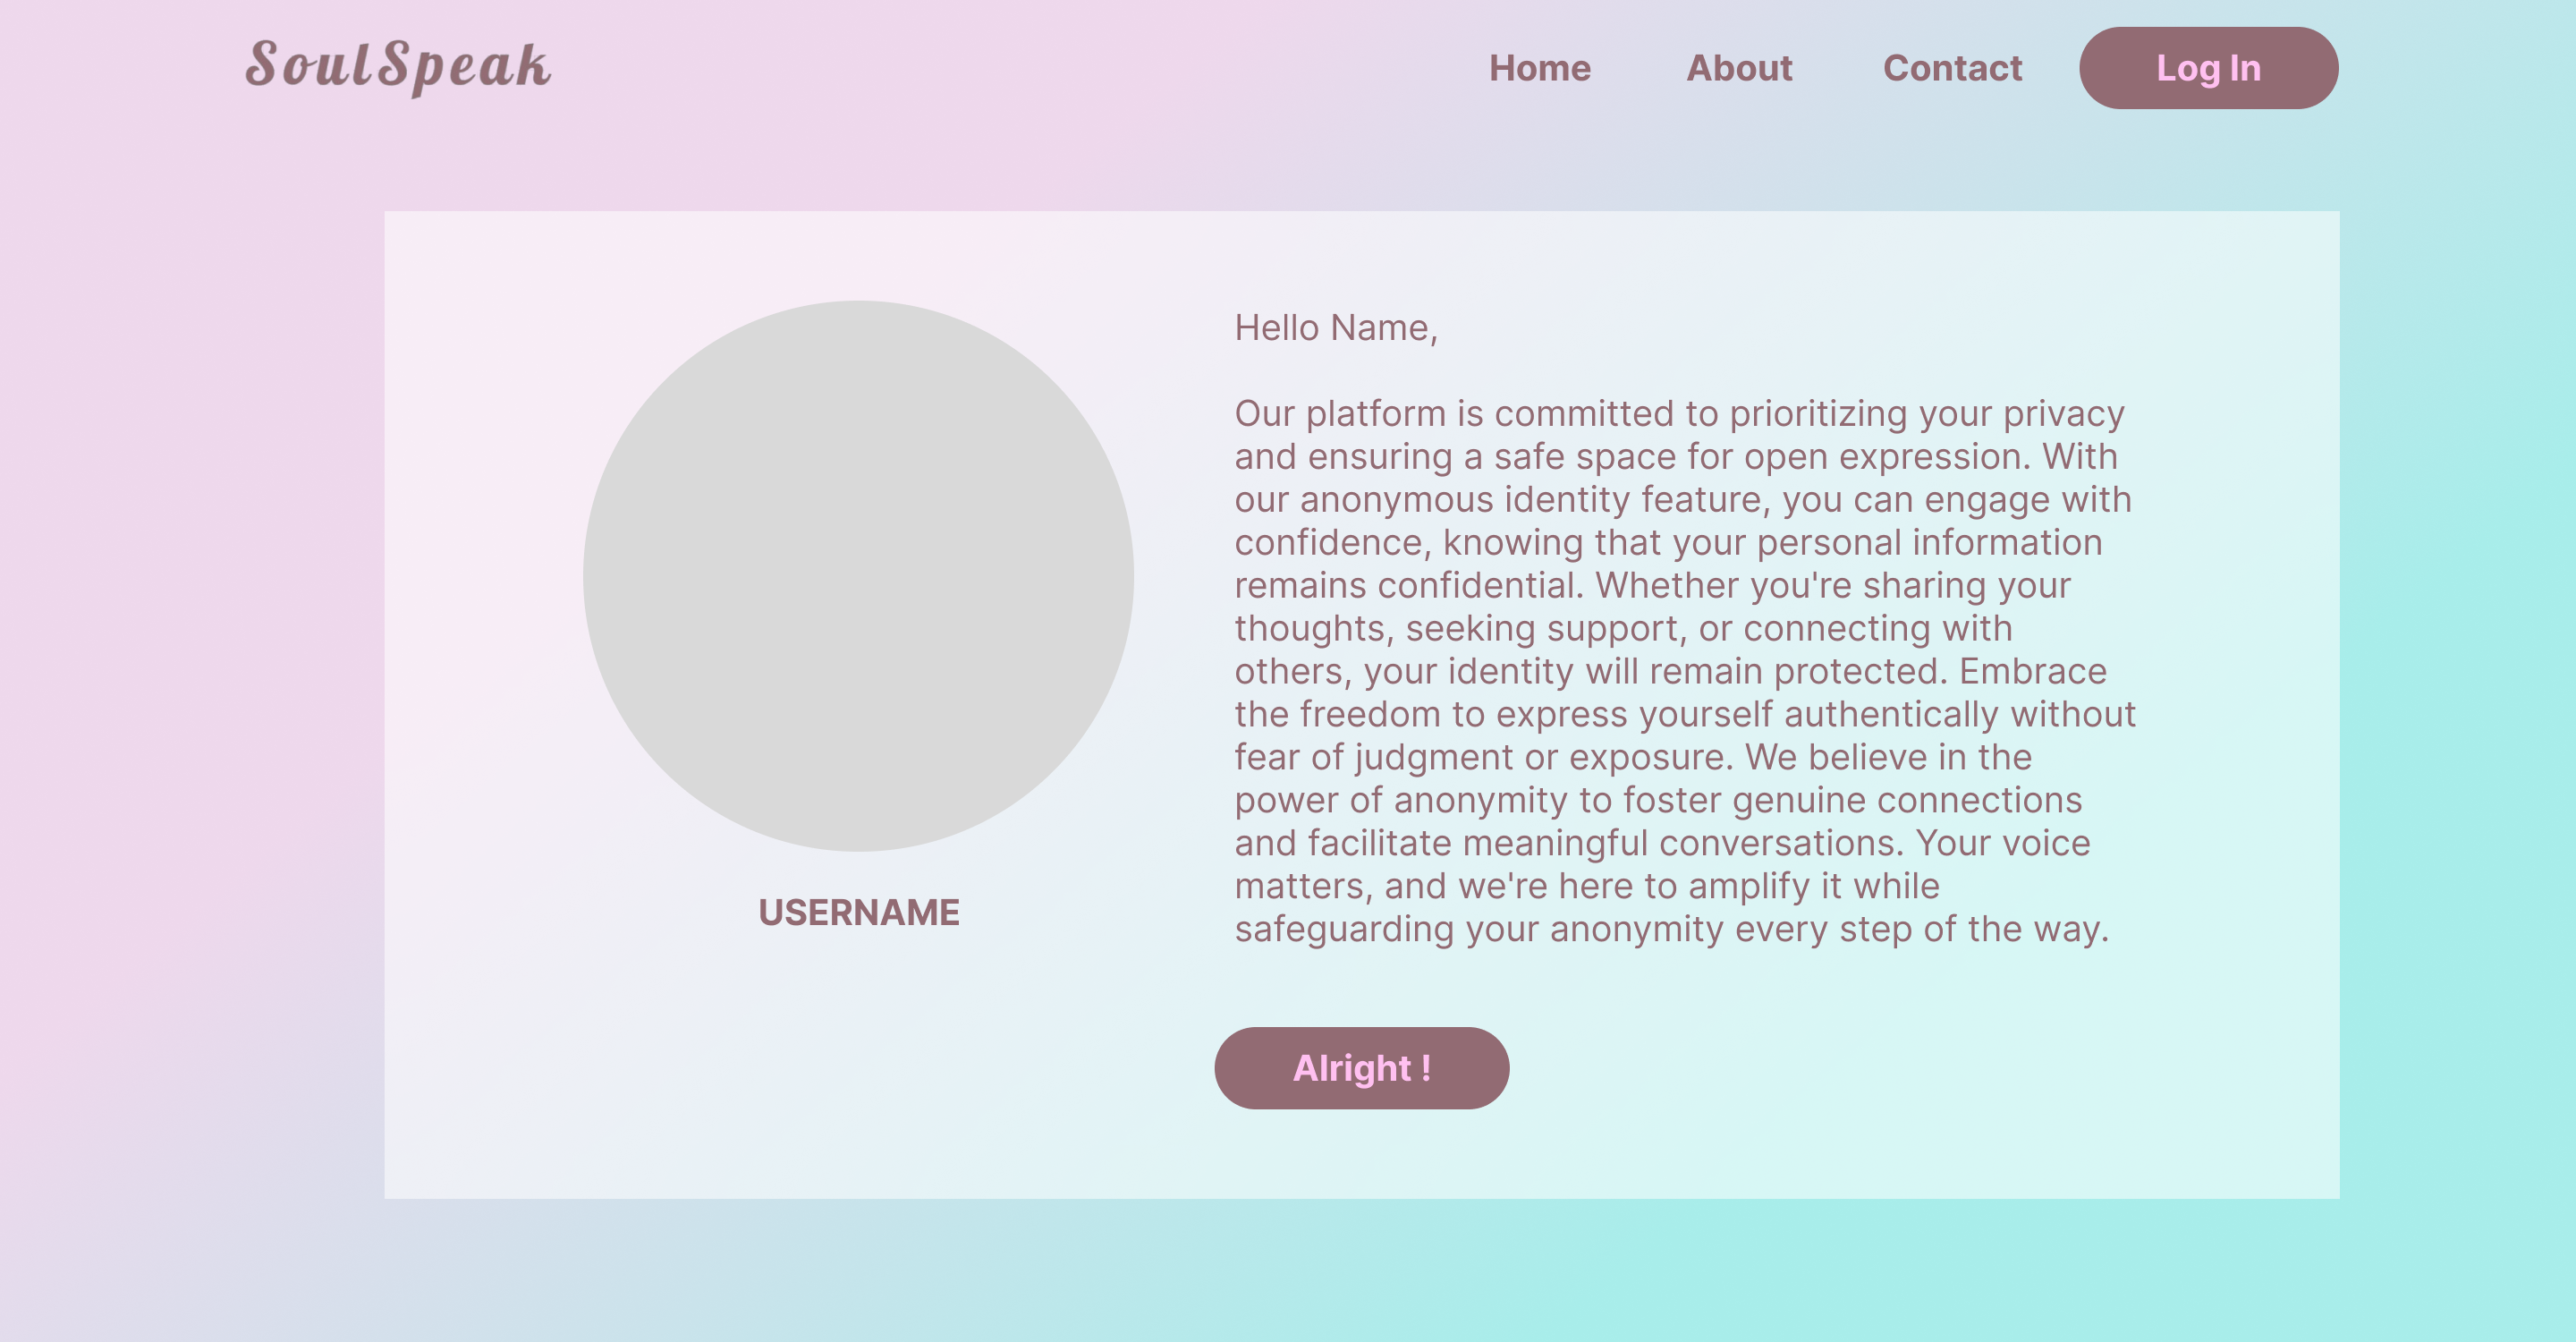 SoulSpeak
Home About Contact Log In
Hello Name,
Our platform is committed to prioritizing your privacy
and ensuring a safe space for open expression. With
our anonymous identity feature, you can engage with
confidence, knowing that your personal information
remains confidential. Whether you're sharing your
thoughts, seeking support, or connecting with
others, your identity will remain protected. Embrace
the freedom to express yourself authentically without
fear of judgment or exposure. We believe in the
power of anonymity to foster genuine connections
and facilitate meaningful conversations. Your voice
matters, and we're here to amplify it while
safeguarding your anonymity every step of the way.
USERNAME
Alright !